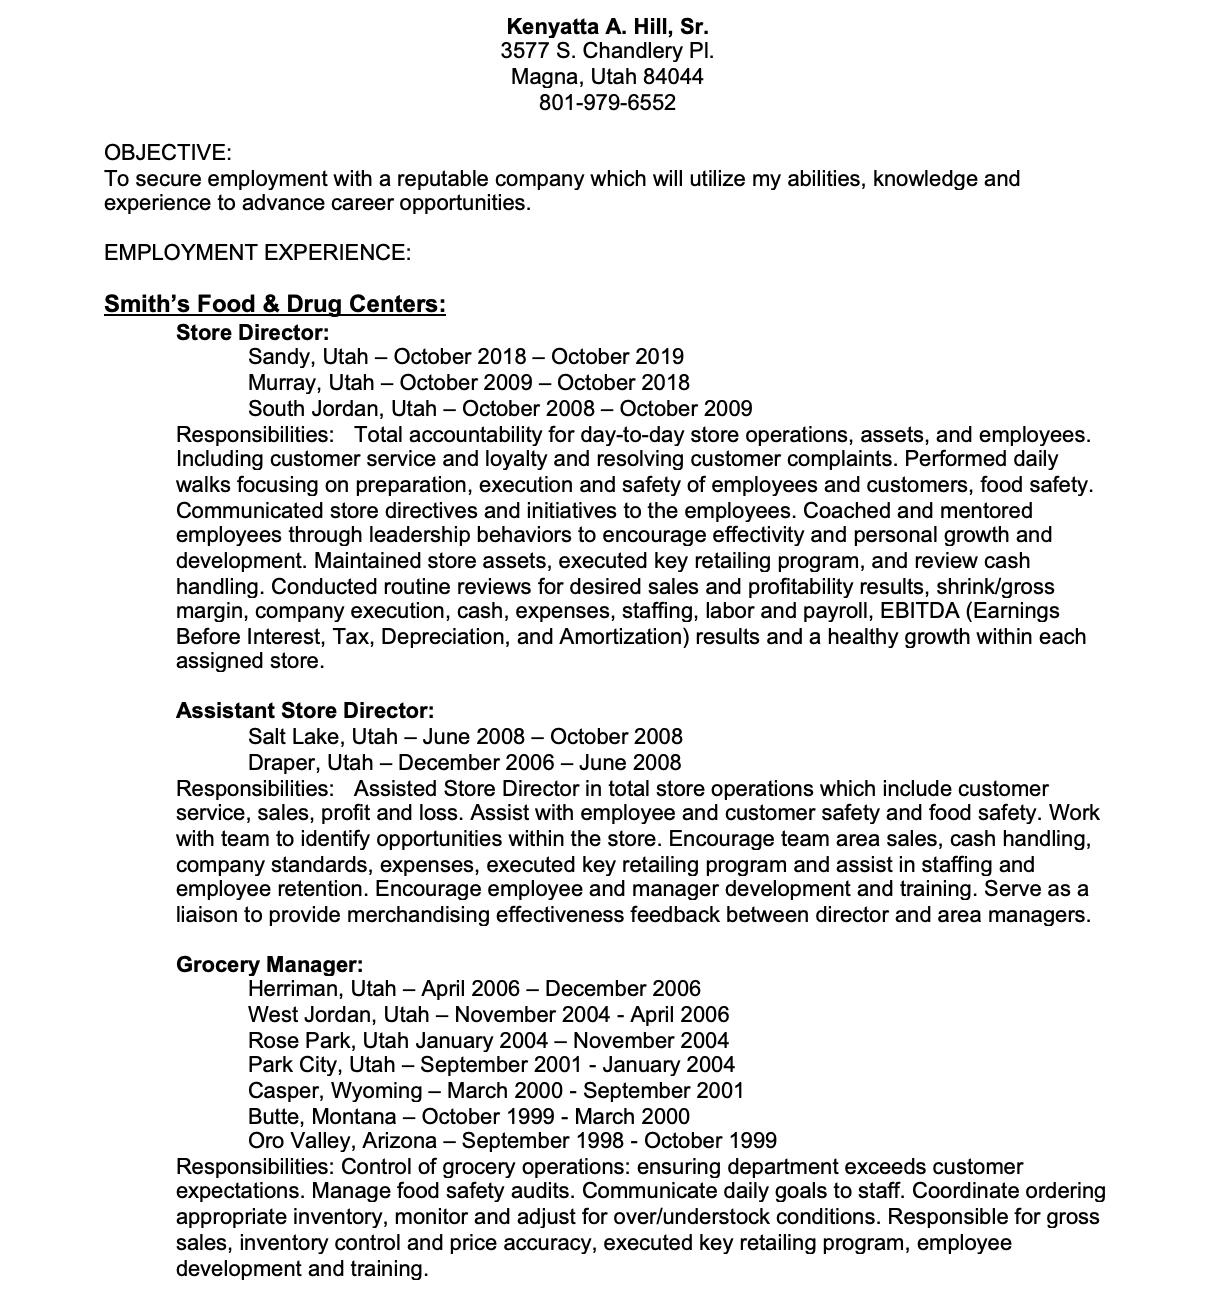 Kenyatta A. Hill, Sr.
3577 S. Chandlery Pl.
Magna, Utah 84044
801-979-6552
OBJECTIVE:
To secure employment with a reputable company which will utilize my abilities, knowledge and
experience to advance career opportunities.
EMPLOYMENT EXPERIENCE:
Smith’s Food & Drug Centers:
Store Director:
Sandy, Utah – October 2018 – October 2019
Murray, Utah – October 2009 – October 2018
South Jordan, Utah – October 2008 – October 2009
Responsibilities: Total accountability for day-to-day store operations, assets, and employees.
Including customer service and loyalty and resolving customer complaints. Performed daily
walks focusing on preparation, execution and safety of employees and customers, food safety.
Communicated store directives and initiatives to the employees. Coached and mentored
employees through leadership behaviors to encourage effectivity and personal growth and
development. Maintained store assets, executed key retailing program, and review cash
handling. Conducted routine reviews for desired sales and profitability results, shrink/gross
margin, company execution, cash, expenses, staffing, labor and payroll, EBITDA (Earnings
Before Interest, Tax, Depreciation, and Amortization) results and a healthy growth within each
assigned store.
Assistant Store Director:
Salt Lake, Utah – June 2008 – October 2008
Draper, Utah – December 2006 – June 2008
Responsibilities: Assisted Store Director in total store operations which include customer
service, sales, profit and loss. Assist with employee and customer safety and food safety. Work
with team to identify opportunities within the store. Encourage team area sales, cash handling,
company standards, expenses, executed key retailing program and assist in staffing and
employee retention. Encourage employee and manager development and training. Serve as a
liaison to provide merchandising effectiveness feedback between director and area managers.
Grocery Manager:
Herriman, Utah – April 2006 – December 2006
West Jordan, Utah – November 2004 - April 2006
Rose Park, Utah January 2004 – November 2004
Park City, Utah – September 2001 - January 2004
Casper, Wyoming – March 2000 - September 2001
Butte, Montana – October 1999 - March 2000
Oro Valley, Arizona – September 1998 - October 1999
Responsibilities: Control of grocery operations: ensuring department exceeds customer
expectations. Manage food safety audits. Communicate daily goals to staff. Coordinate ordering
appropriate inventory, monitor and adjust for over/understock conditions. Responsible for gross
sales, inventory control and price accuracy, executed key retailing program, employee
development and training.